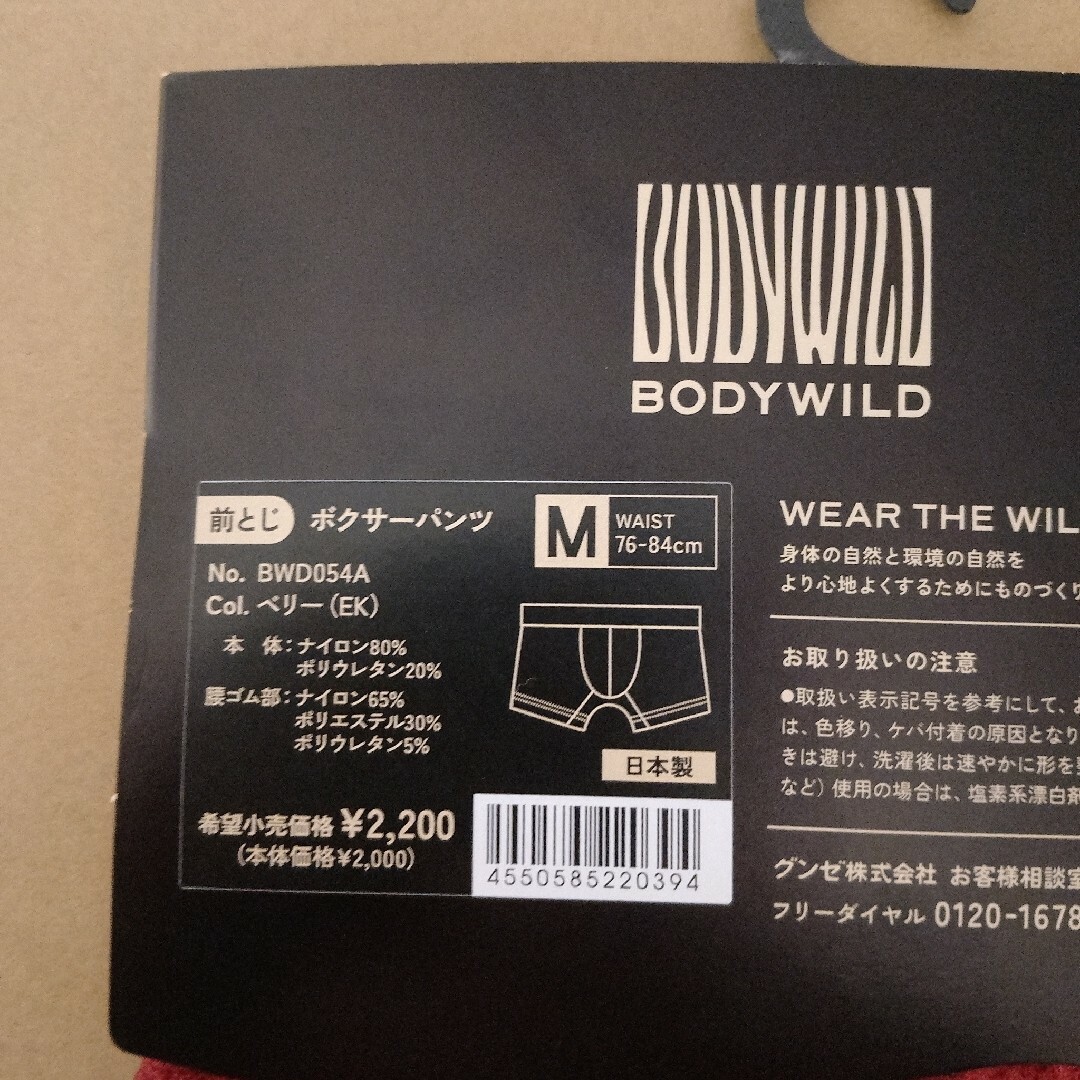 BODYWILD
BODYWILD
前とじ ボクサーパンツ
M WAIST
76-84cm
No. BWD054A
Col. ベリー(EK)
本 体:ナイロン80%
ポリウレタン20%
腰ゴム部:ナイロン65%
ポリエステル30%
ポリウレタン5%
日本製
希望小売価格 ¥2,200
(本体価格¥2,000)
4550585220394
WEAR THE WIL
身体の自然と環境の自然を
より心地よくするためにものづくり
お取り扱いの注意
●取扱い表示記号を参考にして、お
は、色移り、ケバ付着の原因となり
きは避け、洗濯後は速やかに形を整
など)使用の場合は、塩素系漂白剤
グンゼ株式会社 お客様相談室
フリーダイヤル 0120-1678